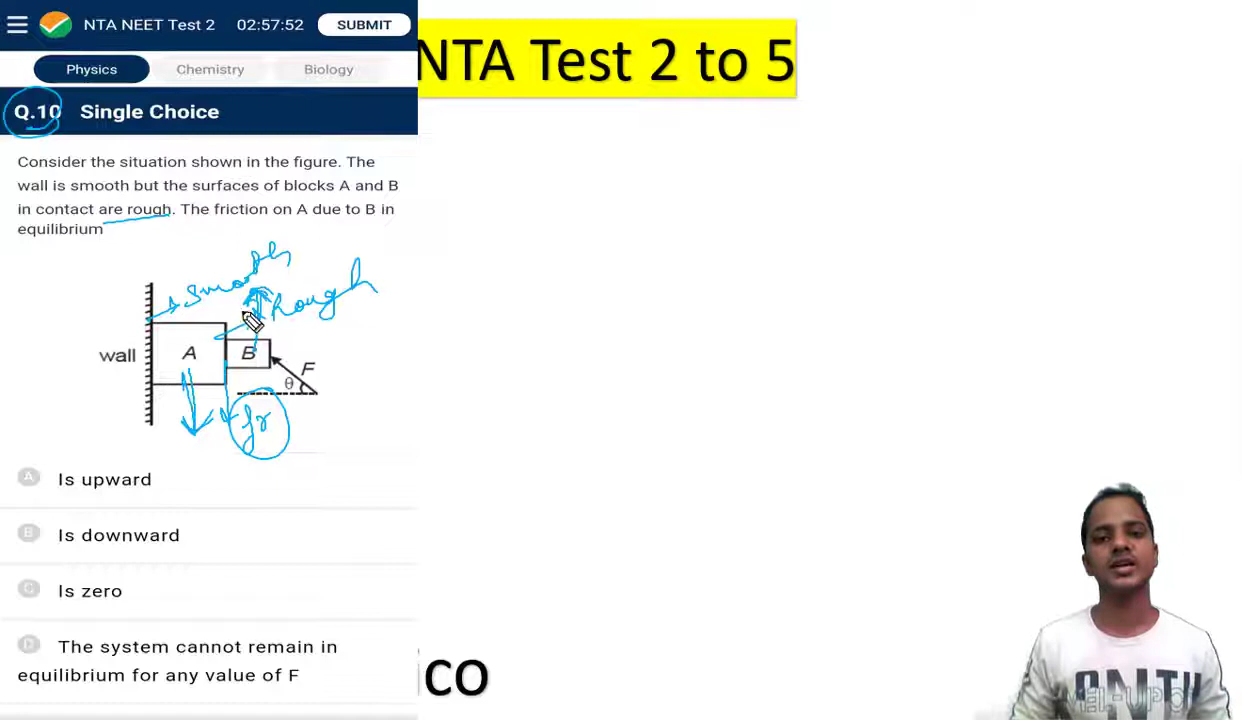 NTA NEET Test 2 02:57:52 SUBMIT
NTA Test 2 to 5
Physics Chemistry Biology
Q.10 Single Choice
Consider the situation shown in the figure. The
wall is smooth but the surfaces of blocks A and B
in contact are rough. The friction on A due to B in
equilibrium
smooth
Rough
wall A B F
θ
fr
A Is upward
B Is downward
C Is zero
D The system cannot remain in
equilibrium for any value of F
ico